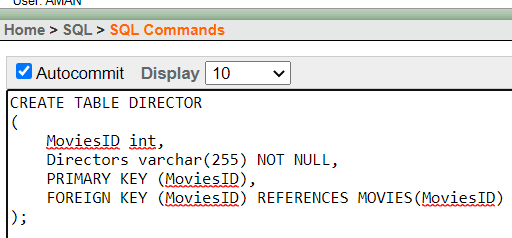 User: AMAN
Home > SQL > SQL Commands
Autocommit Display 10
CREATE TABLE DIRECTOR
(
    MoviesID int,
    Directors varchar(255) NOT NULL,
    PRIMARY KEY (MoviesID),
    FOREIGN KEY (MoviesID) REFERENCES MOVIES(MoviesID)
);